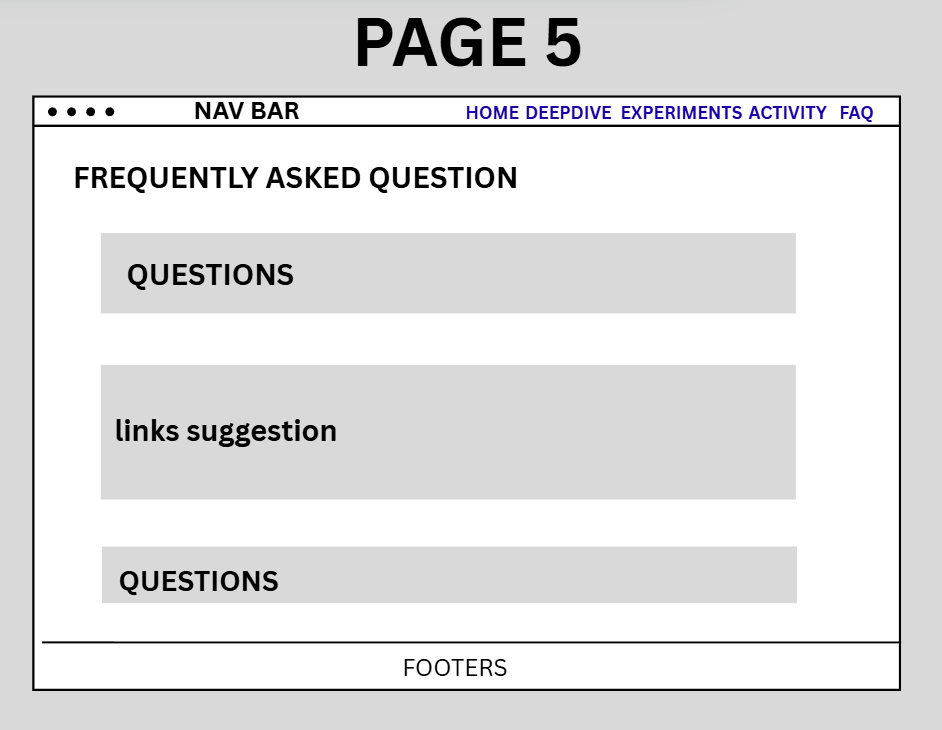 PAGE 5
NAV BAR HOME DEEPDIVE EXPERIMENTS ACTIVITY FAQ
FREQUENTLY ASKED QUESTION
QUESTIONS
links suggestion
QUESTIONS
FOOTERS